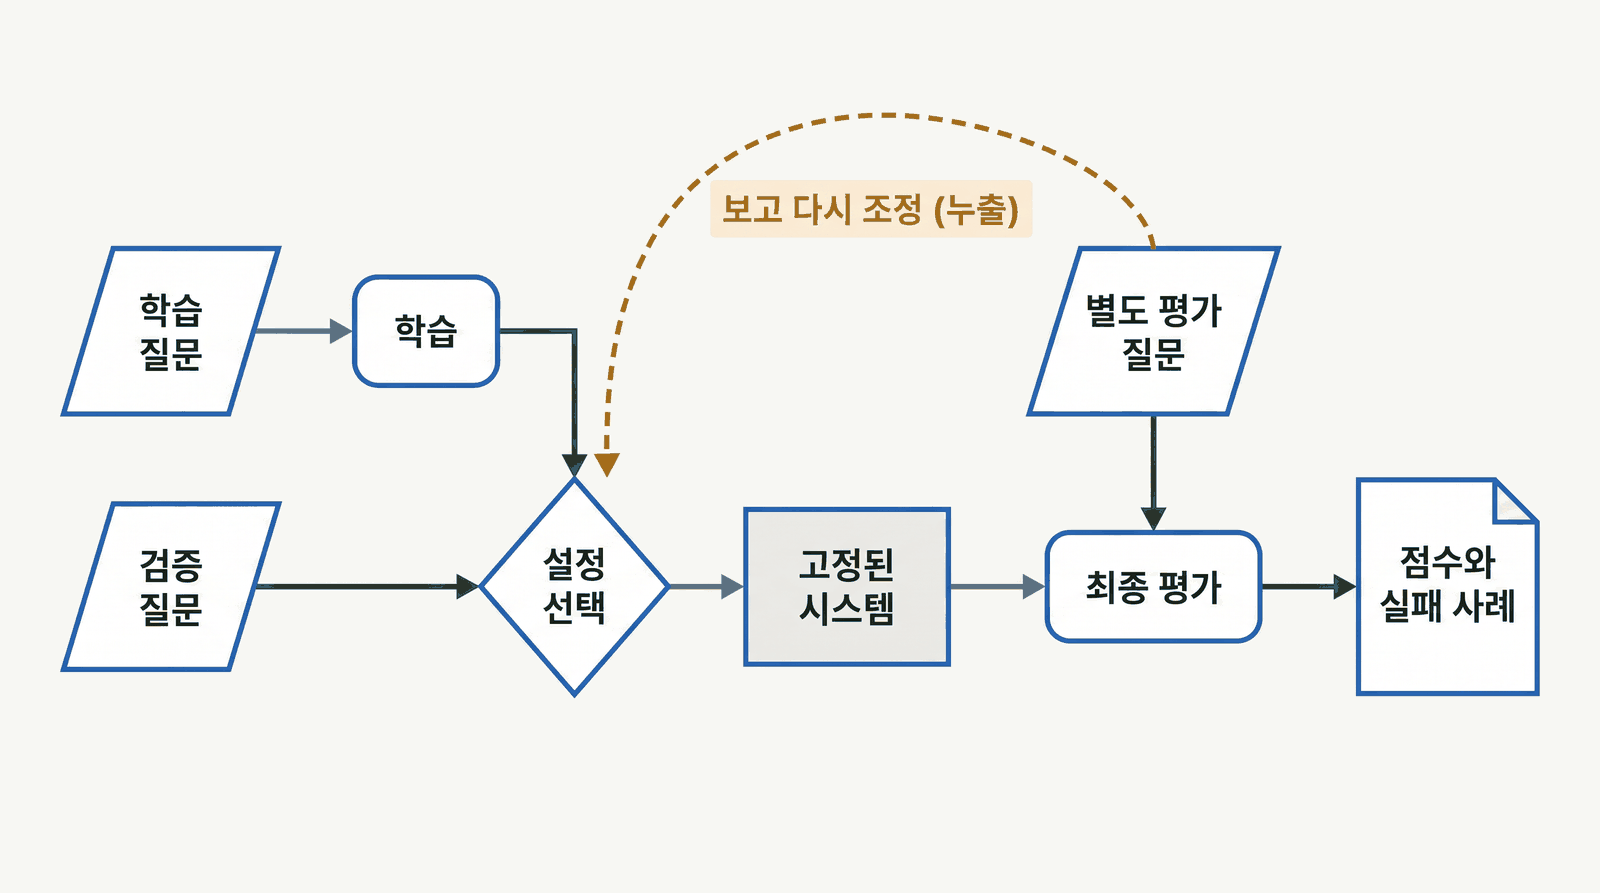 보고 다시 조정 (누출)
학습
질문
학습
별도 평가
질문
검증
질문
설정
선택
고정된
시스템
최종 평가
점수와
실패 사례